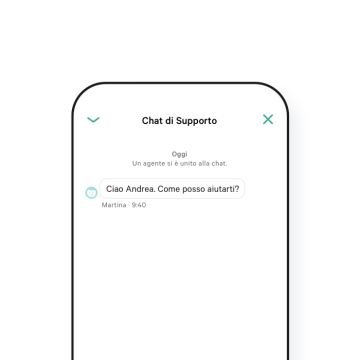 Chat di Supporto
Oggi
Un agente si è unito alla chat.
Ciao Andrea. Come posso aiutarti?
Martina · 9:40